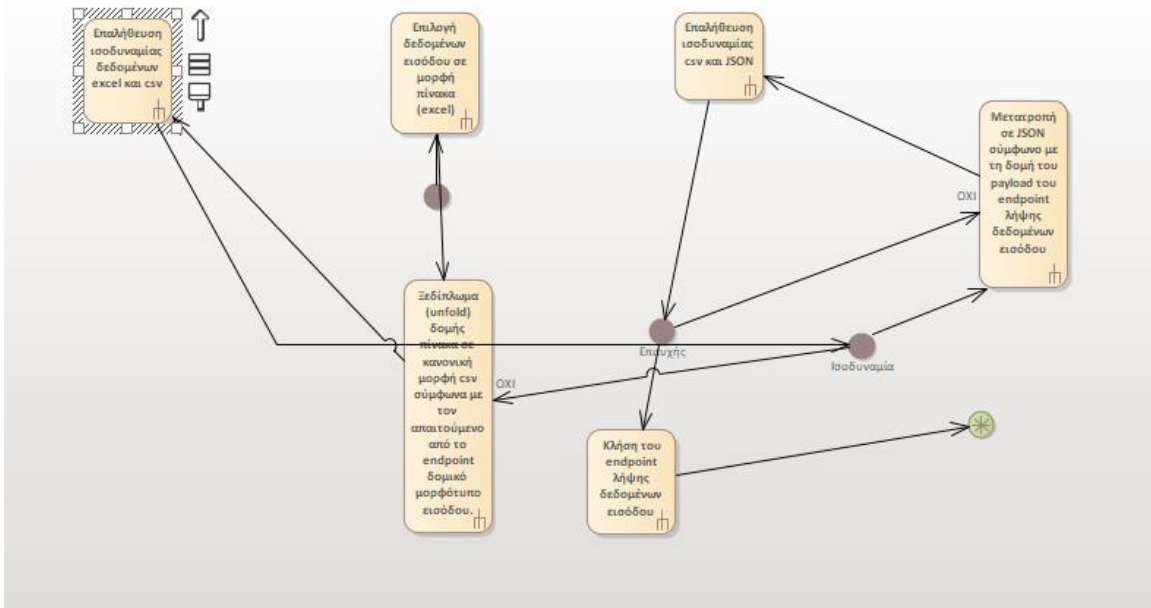 Επαλήθευση
ισοδυναμίας
δεδομένων
excel και csv
Επιλογή
δεδομένων
εισόδου σε
μορφή
πίνακα
(excel)
Επαλήθευση
ισοδυναμίας
csv και JSON
Μετατροπή
σε JSON
σύμφωνο με
τη δομή του
payload του
endpoint
λήψης
δεδομένων
εισόδου
ΟΧΙ
Ξεδίπλωμα
(unfold)
δομής
πίνακα σε
κανονική
μορφή csv
σύμφωνα με
τον
απαιτούμενο
από το
endpoint
δομικό
μορφότυπο
εισόδου.
ΟΧΙ
Επιτυχής
Ισοδυναμία
Κλήση του
endpoint
λήψης
δεδομένων
εισόδου